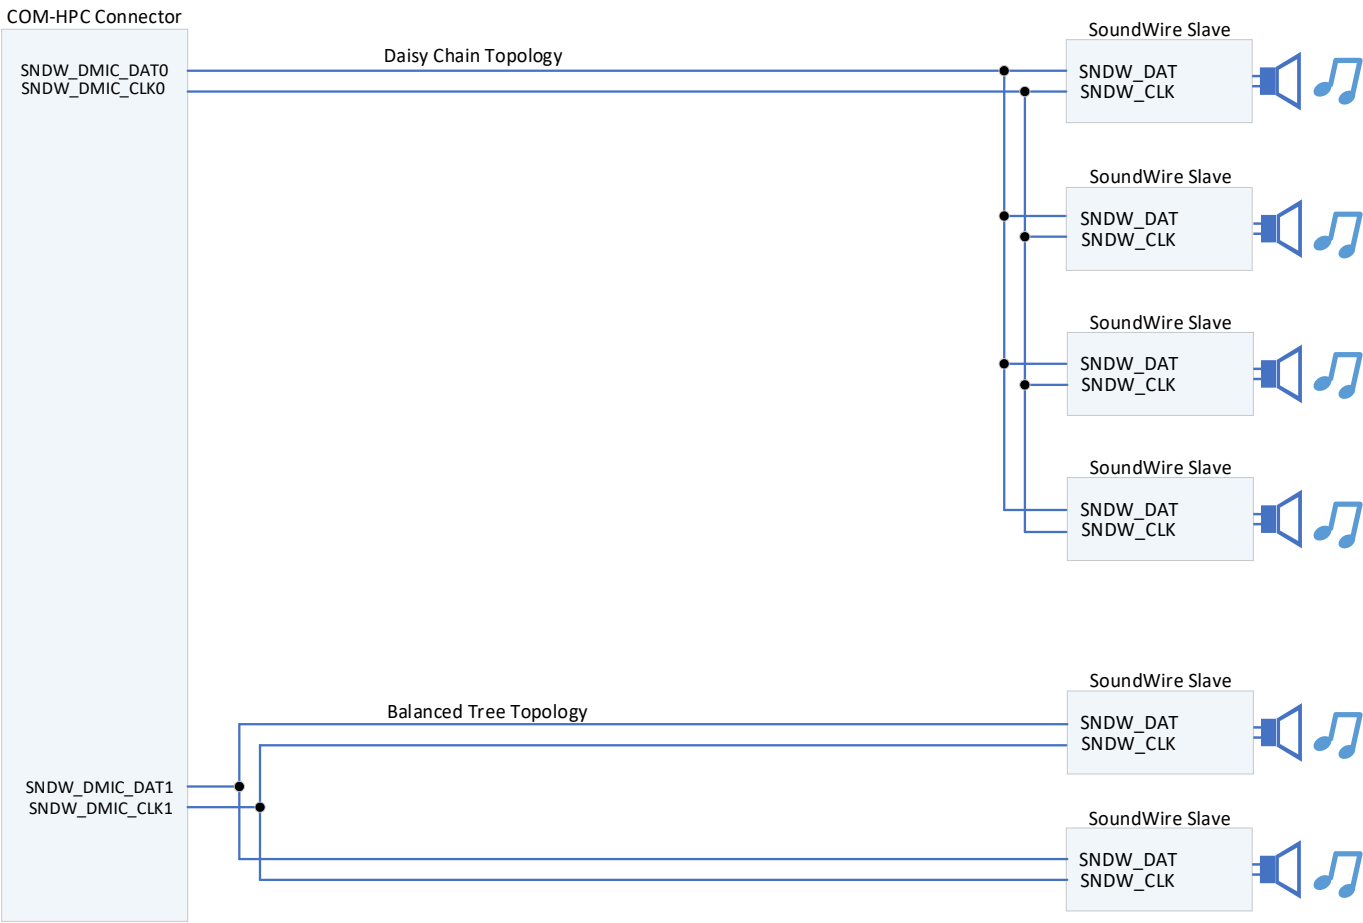 COM-HPC Connector
SNDW_DMIC_DAT0
SNDW_DMIC_CLK0
Daisy Chain Topology
SoundWire Slave
SNDW_DAT
SNDW_CLK
SoundWire Slave
SNDW_DAT
SNDW_CLK
SoundWire Slave
SNDW_DAT
SNDW_CLK
SoundWire Slave
SNDW_DAT
SNDW_CLK
SNDW_DMIC_DAT1
SNDW_DMIC_CLK1
Balanced Tree Topology
SoundWire Slave
SNDW_DAT
SNDW_CLK
SoundWire Slave
SNDW_DAT
SNDW_CLK